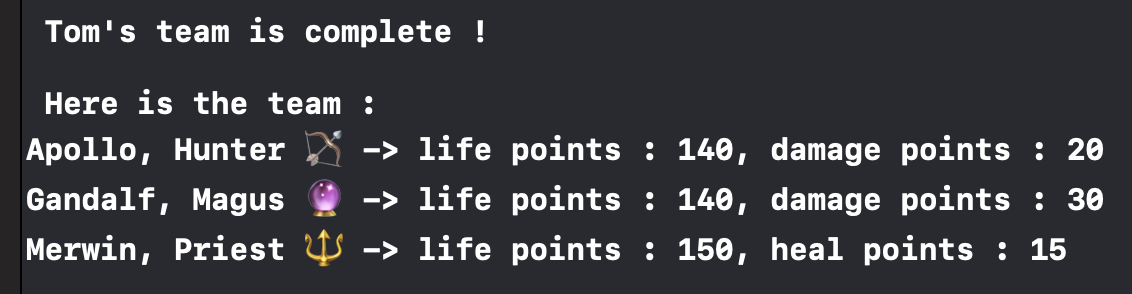 Tom's team is complete !
Here is the team :
Apollo, Hunter 🏹 -> life points : 140, damage points : 20
Gandalf, Magus 🔮 -> life points : 140, damage points : 30
Merwin, Priest 🔱 -> life points : 150, heal points : 15